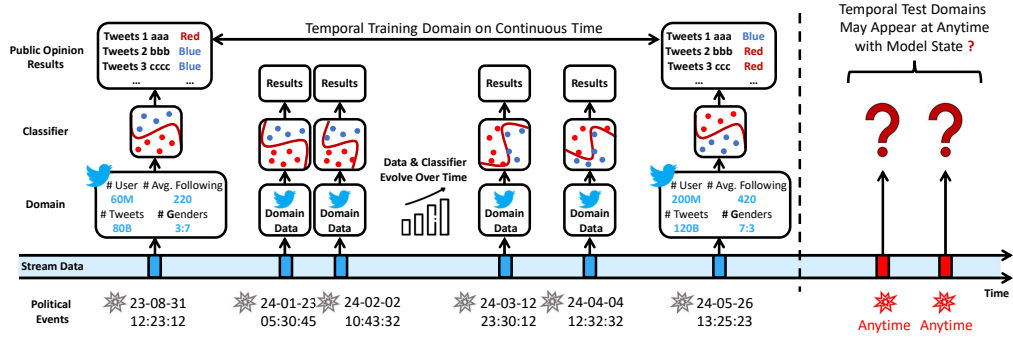 Temporal Test Domains
May Appear at Anytime
with Model State ?
Temporal Training Domain on Continuous Time
Public Opinion
Results
Tweets 1 aaa Red
Tweets 2 bbb Blue
Tweets 3 cccc Blue
... ...
Results
Results
Results
Results
Tweets 1 aaa Blue
Tweets 2 bbb Red
Tweets 3 ccc Red
... ...
Classifier
? ?
Data & Classifier
Evolve Over Time
Domain
# User # Avg. Following
60M 220
# Tweets # Genders
80B 3:7
Domain
Data
Domain
Data
Domain
Data
Domain
Data
# User # Avg. Following
200M 420
# Tweets # Genders
120B 7:3
Stream Data
Time
Political
Events
23-08-31
12:23:12
24-01-23
05:30:45
24-02-02
10:43:32
24-03-12
23:30:12
24-04-04
12:32:32
24-05-26
13:25:23
Anytime
Anytime